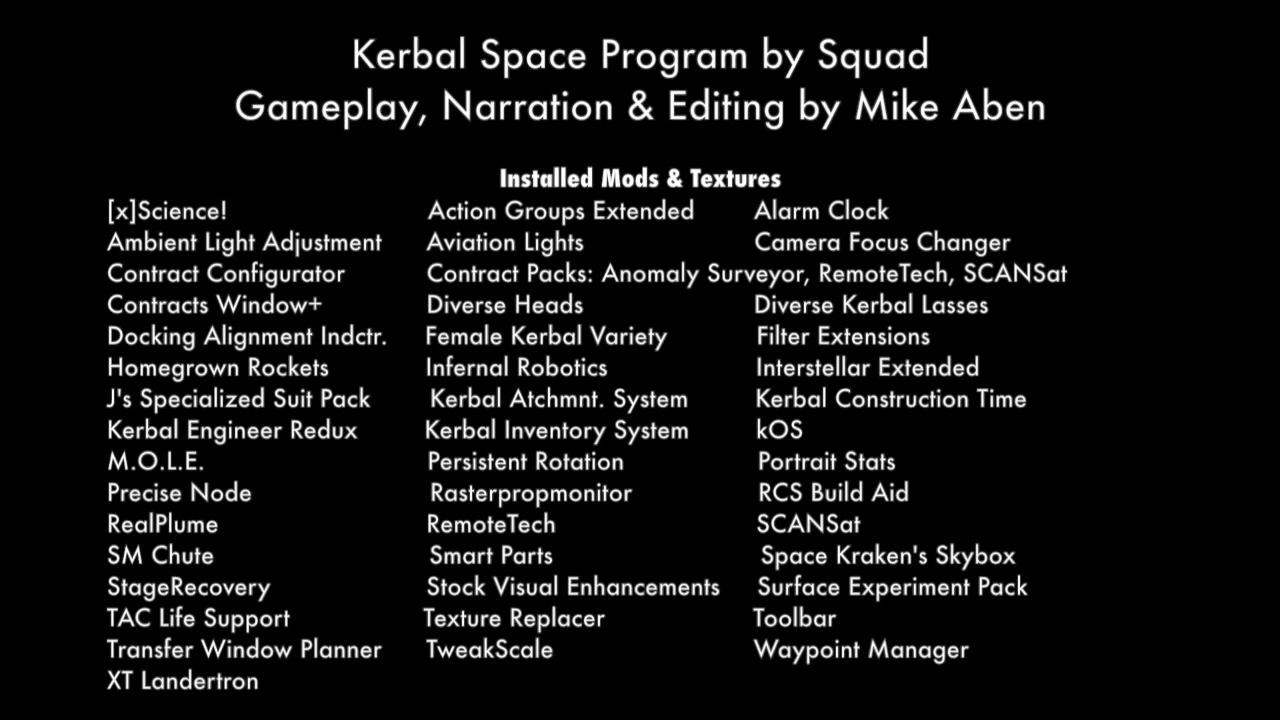 Kerbal Space Program by Squad
Gameplay, Narration & Editing by Mike Aben
Installed Mods & Textures
[x]Science! Action Groups Extended Alarm Clock
Ambient Light Adjustment Aviation Lights Camera Focus Changer
Contract Configurator Contract Packs: Anomaly Surveyor, RemoteTech, SCANSat
Contracts Window+ Diverse Heads Diverse Kerbal Lasses
Docking Alignment Indctr. Female Kerbal Variety Filter Extensions
Homegrown Rockets Infernal Robotics Interstellar Extended
J's Specialized Suit Pack Kerbal Atchmnt. System Kerbal Construction Time
Kerbal Engineer Redux Kerbal Inventory System kOS
M.O.L.E. Persistent Rotation Portrait Stats
Precise Node Rasterpropmonitor RCS Build Aid
RealPlume RemoteTech SCANSat
SM Chute Smart Parts Space Kraken's Skybox
StageRecovery Stock Visual Enhancements Surface Experiment Pack
TAC Life Support Texture Replacer Toolbar
Transfer Window Planner TweakScale Waypoint Manager
XT Landertron